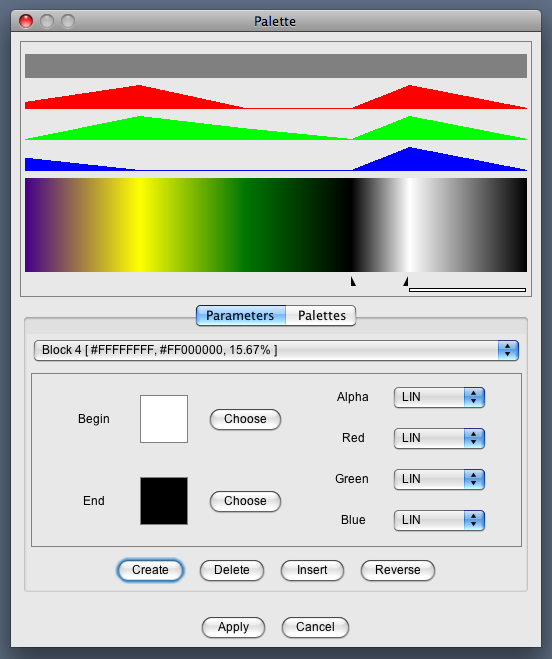 Palette
Parameters Palettes
Block 4 [ #FFFFFFFF, #FF000000, 15.67% ]
Begin Choose
End Choose
Alpha LIN
Red LIN
Green LIN
Blue LIN
Create Delete Insert Reverse
Apply Cancel